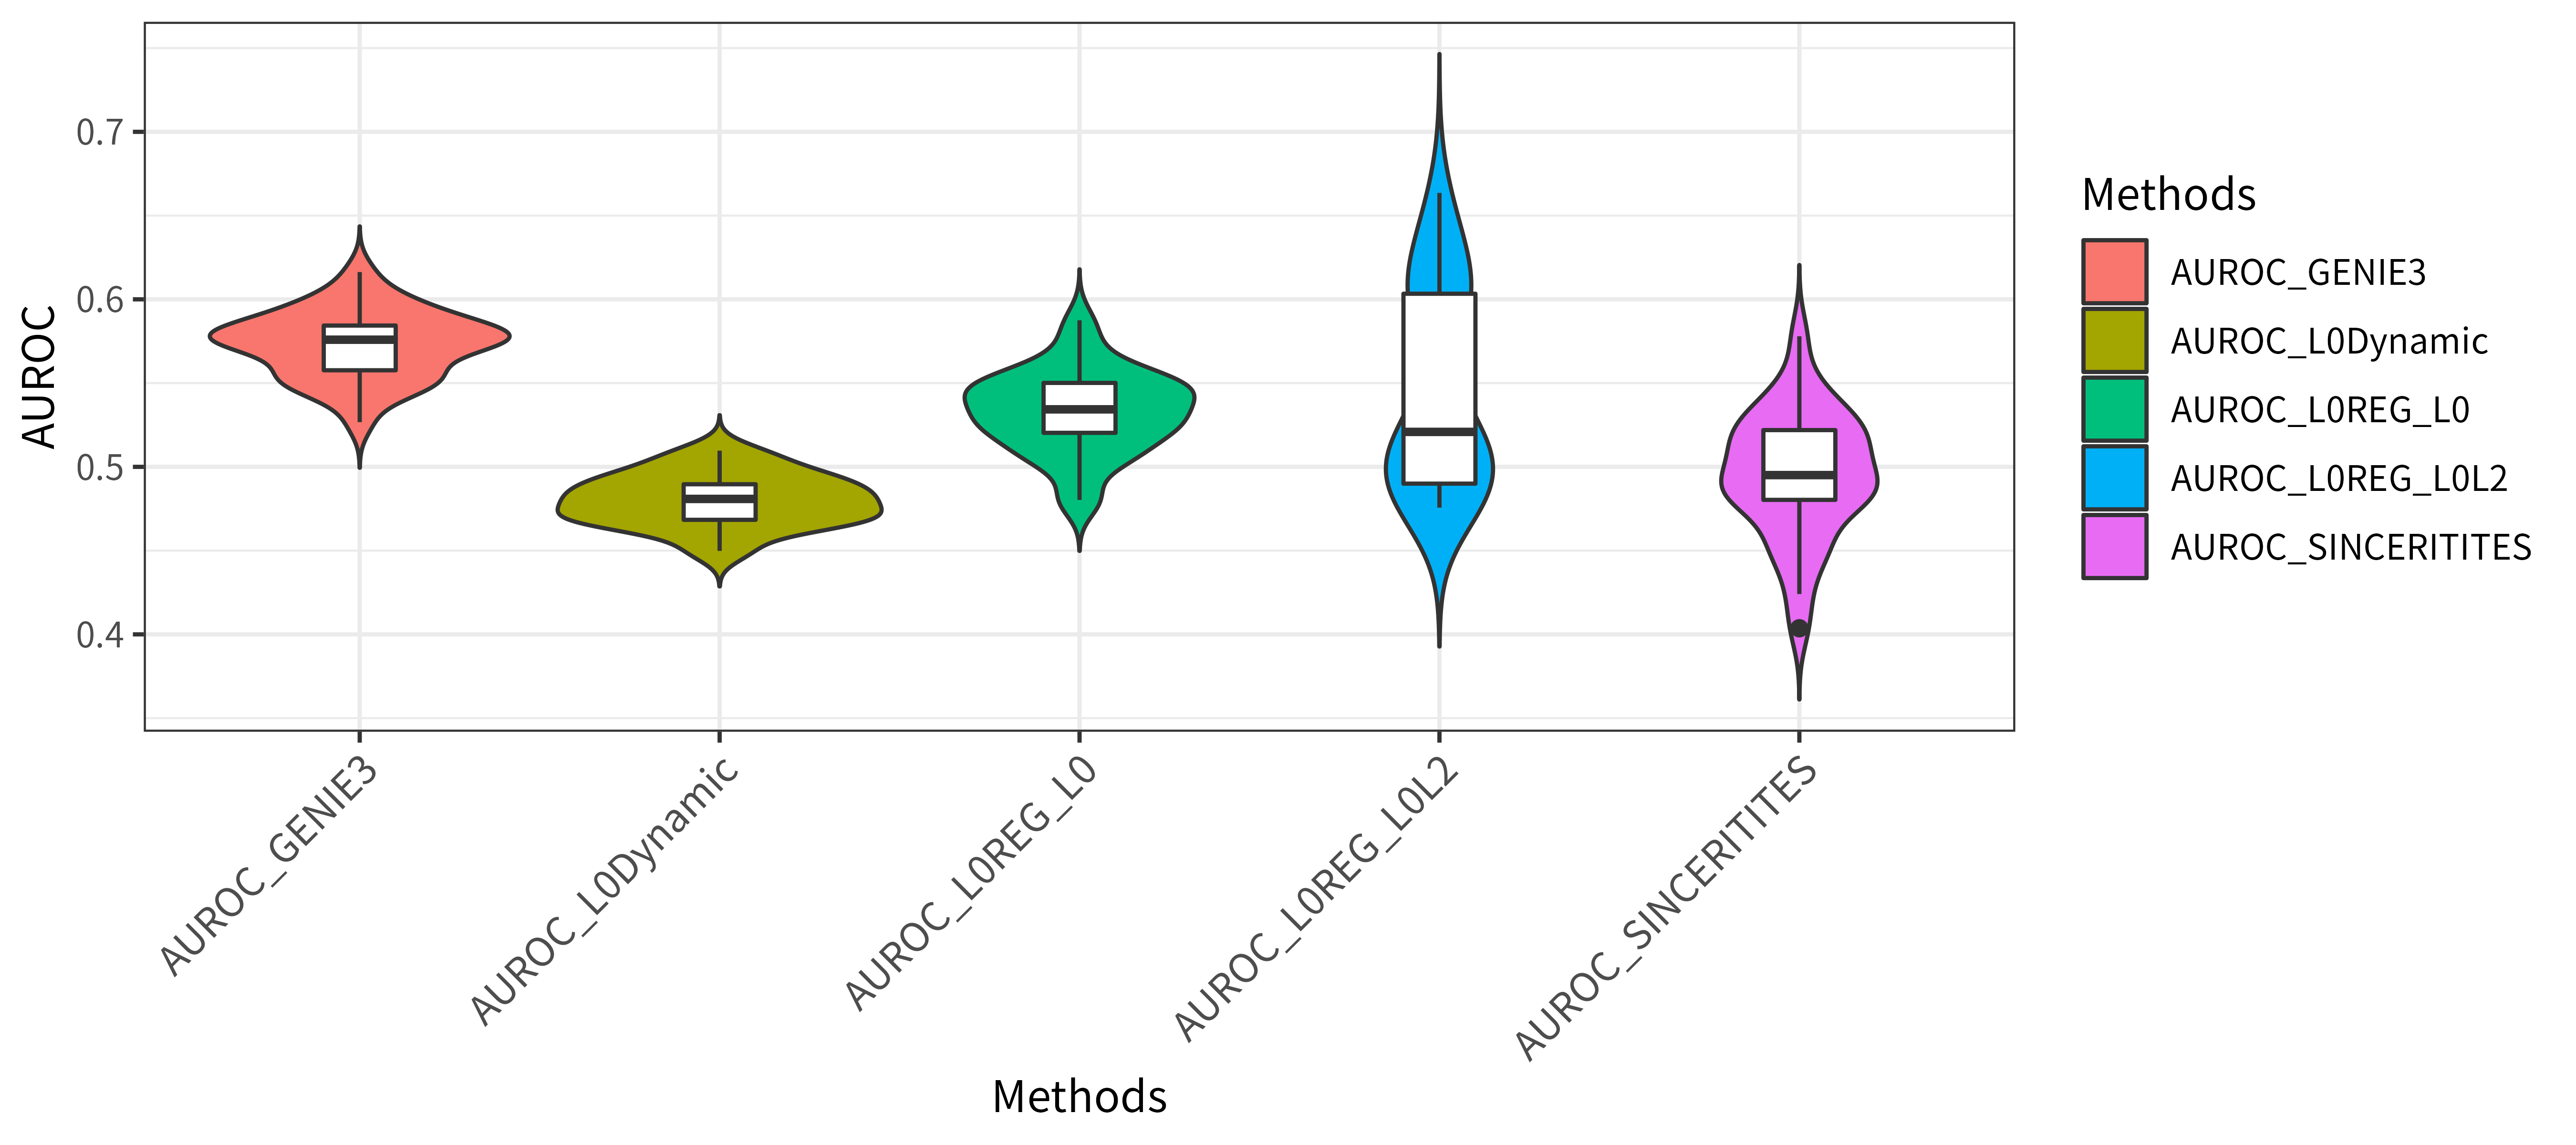 AUROC
0.7
0.6
0.5
0.4
AUROC_GENIE3
AUROC_L0Dynamic
AUROC_L0REG_L0
AUROC_L0REG_L0L2
AUROC_SINCERITITES
Methods
Methods
AUROC_GENIE3
AUROC_L0Dynamic
AUROC_L0REG_L0
AUROC_L0REG_L0L2
AUROC_SINCERITITES